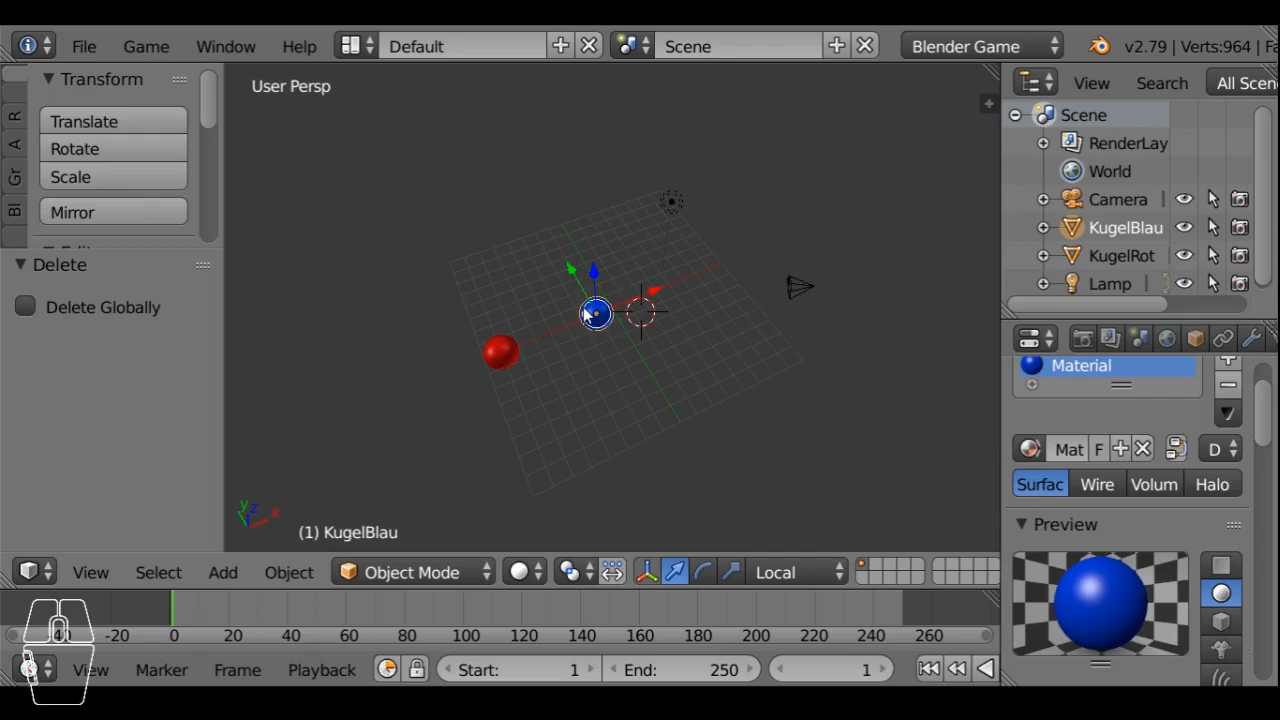 File Game Window Help Default Scene Blender Game v2.79 | Verts:964 | Fa
Transform
Translate
Rotate
Scale
Mirror
R
A
Gr
Bl
Delete
Delete Globally
User Persp
(1) KugelBlau
y z x
View Search All Scen
Scene
RenderLay
World
Camera
KugelBlau
KugelRot
Lamp
Material
Mat F D
Surfac Wire Volum Halo
Preview
View Select Add Object Object Mode Local
-40 -20 0 20 40 60 80 100 120 140 160 180 200 220 240 260
View Marker Frame Playback Start: 1 End: 250 1